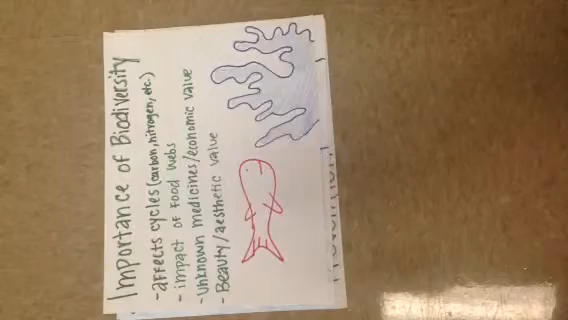 Importance of Biodiversity
- affects cycles (carbon, nitrogen, etc.)
- impact of food webs
- Unknown medicines/economic value
- Beauty/aesthetic value